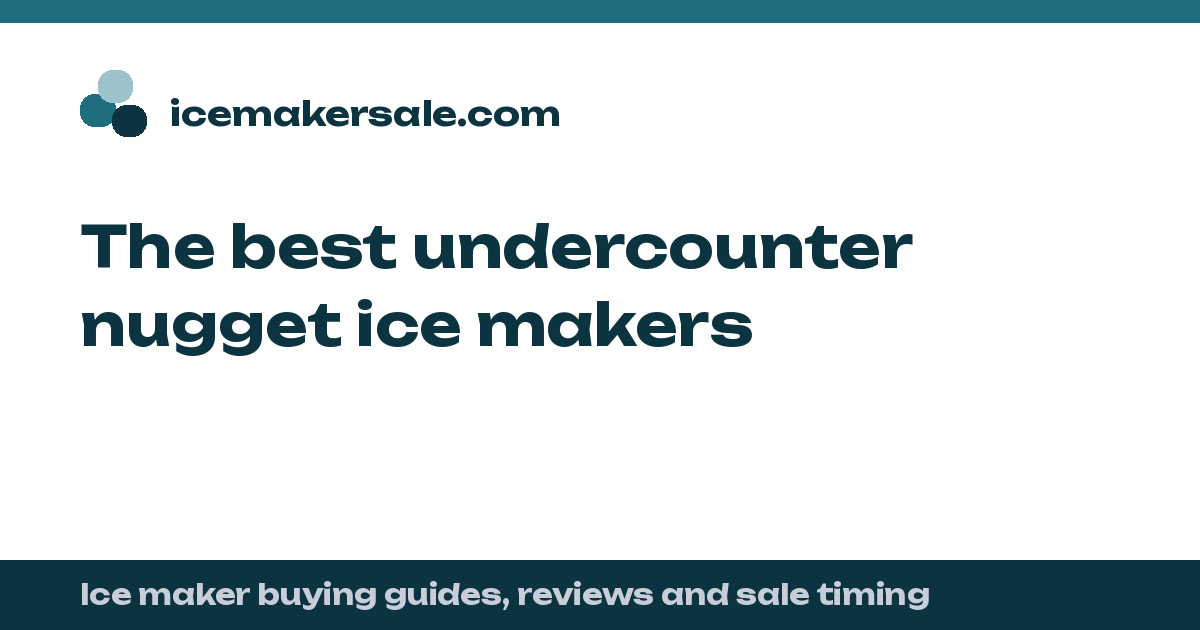 icemakersale.com
The best undercounter
nugget ice makers
Ice maker buying guides, reviews and sale timing